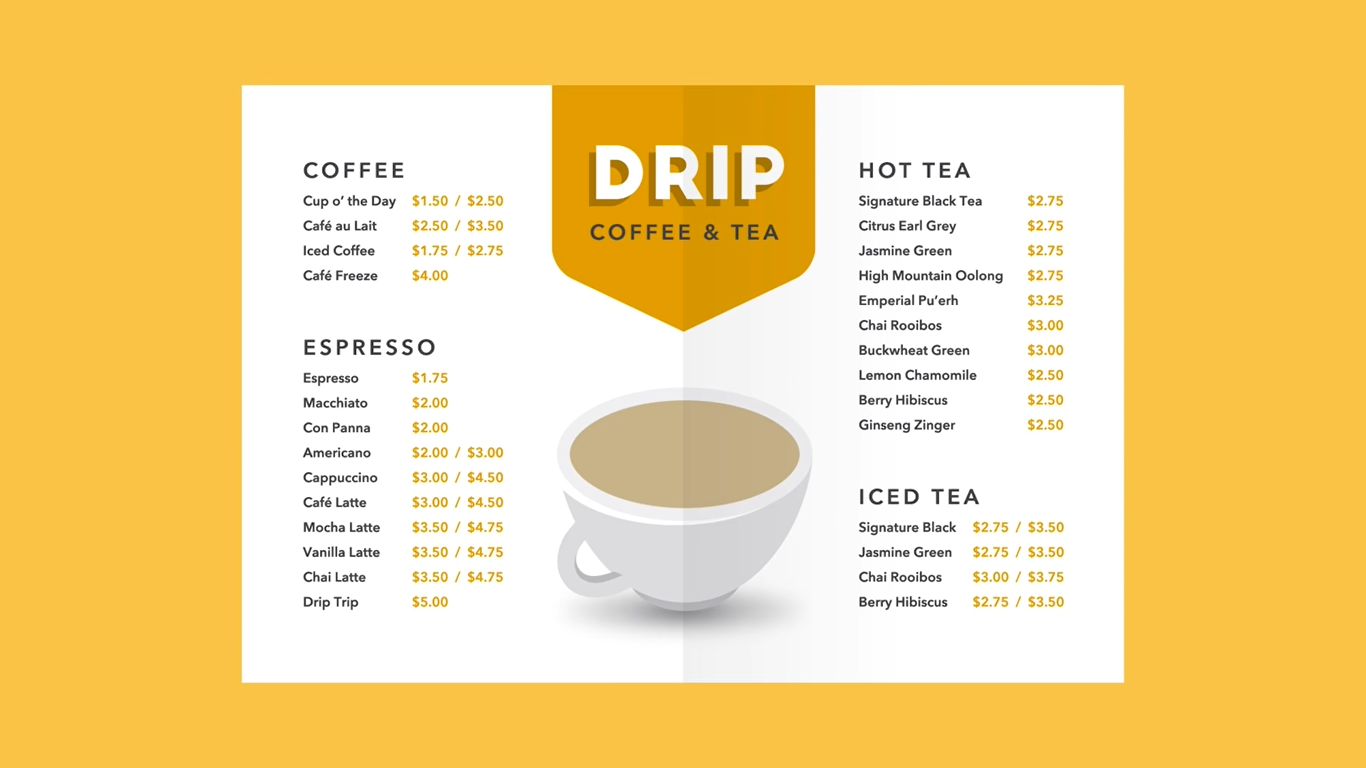 DRIP
COFFEE & TEA
COFFEE
Cup o’ the Day $1.50 / $2.50
Café au Lait $2.50 / $3.50
Iced Coffee $1.75 / $2.75
Café Freeze $4.00
ESPRESSO
Espresso $1.75
Macchiato $2.00
Con Panna $2.00
Americano $2.00 / $3.00
Cappuccino $3.00 / $4.50
Café Latte $3.00 / $4.50
Mocha Latte $3.50 / $4.75
Vanilla Latte $3.50 / $4.75
Chai Latte $3.50 / $4.75
Drip Trip $5.00
HOT TEA
Signature Black Tea $2.75
Citrus Earl Grey $2.75
Jasmine Green $2.75
High Mountain Oolong $2.75
Emperial Pu’erh $3.25
Chai Rooibos $3.00
Buckwheat Green $3.00
Lemon Chamomile $2.50
Berry Hibiscus $2.50
Ginseng Zinger $2.50
ICED TEA
Signature Black $2.75 / $3.50
Jasmine Green $2.75 / $3.50
Chai Rooibos $3.00 / $3.75
Berry Hibiscus $2.75 / $3.50